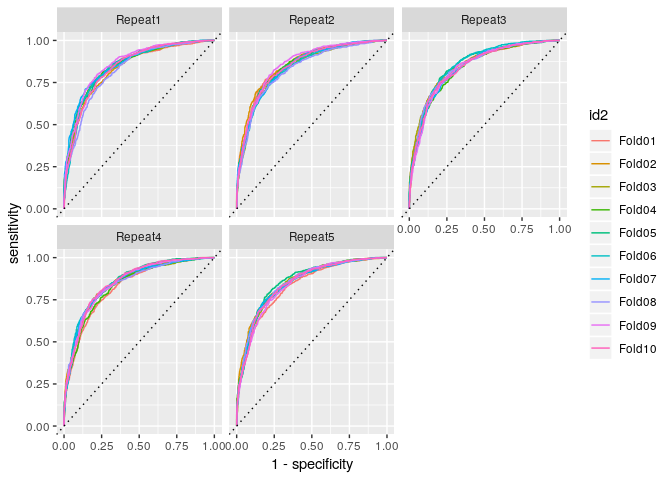 Repeat1 Repeat2 Repeat3
1.00
0.75
0.50
0.25
0.00
0.00 0.25 0.50 0.75 1.00
Repeat4 Repeat5
1.00
0.75
0.50
0.25
0.00
0.00 0.25 0.50 0.75 1.00 0.00 0.25 0.50 0.75 1.00
1 - specificity
sensitivity
id2
Fold01
Fold02
Fold03
Fold04
Fold05
Fold06
Fold07
Fold08
Fold09
Fold10